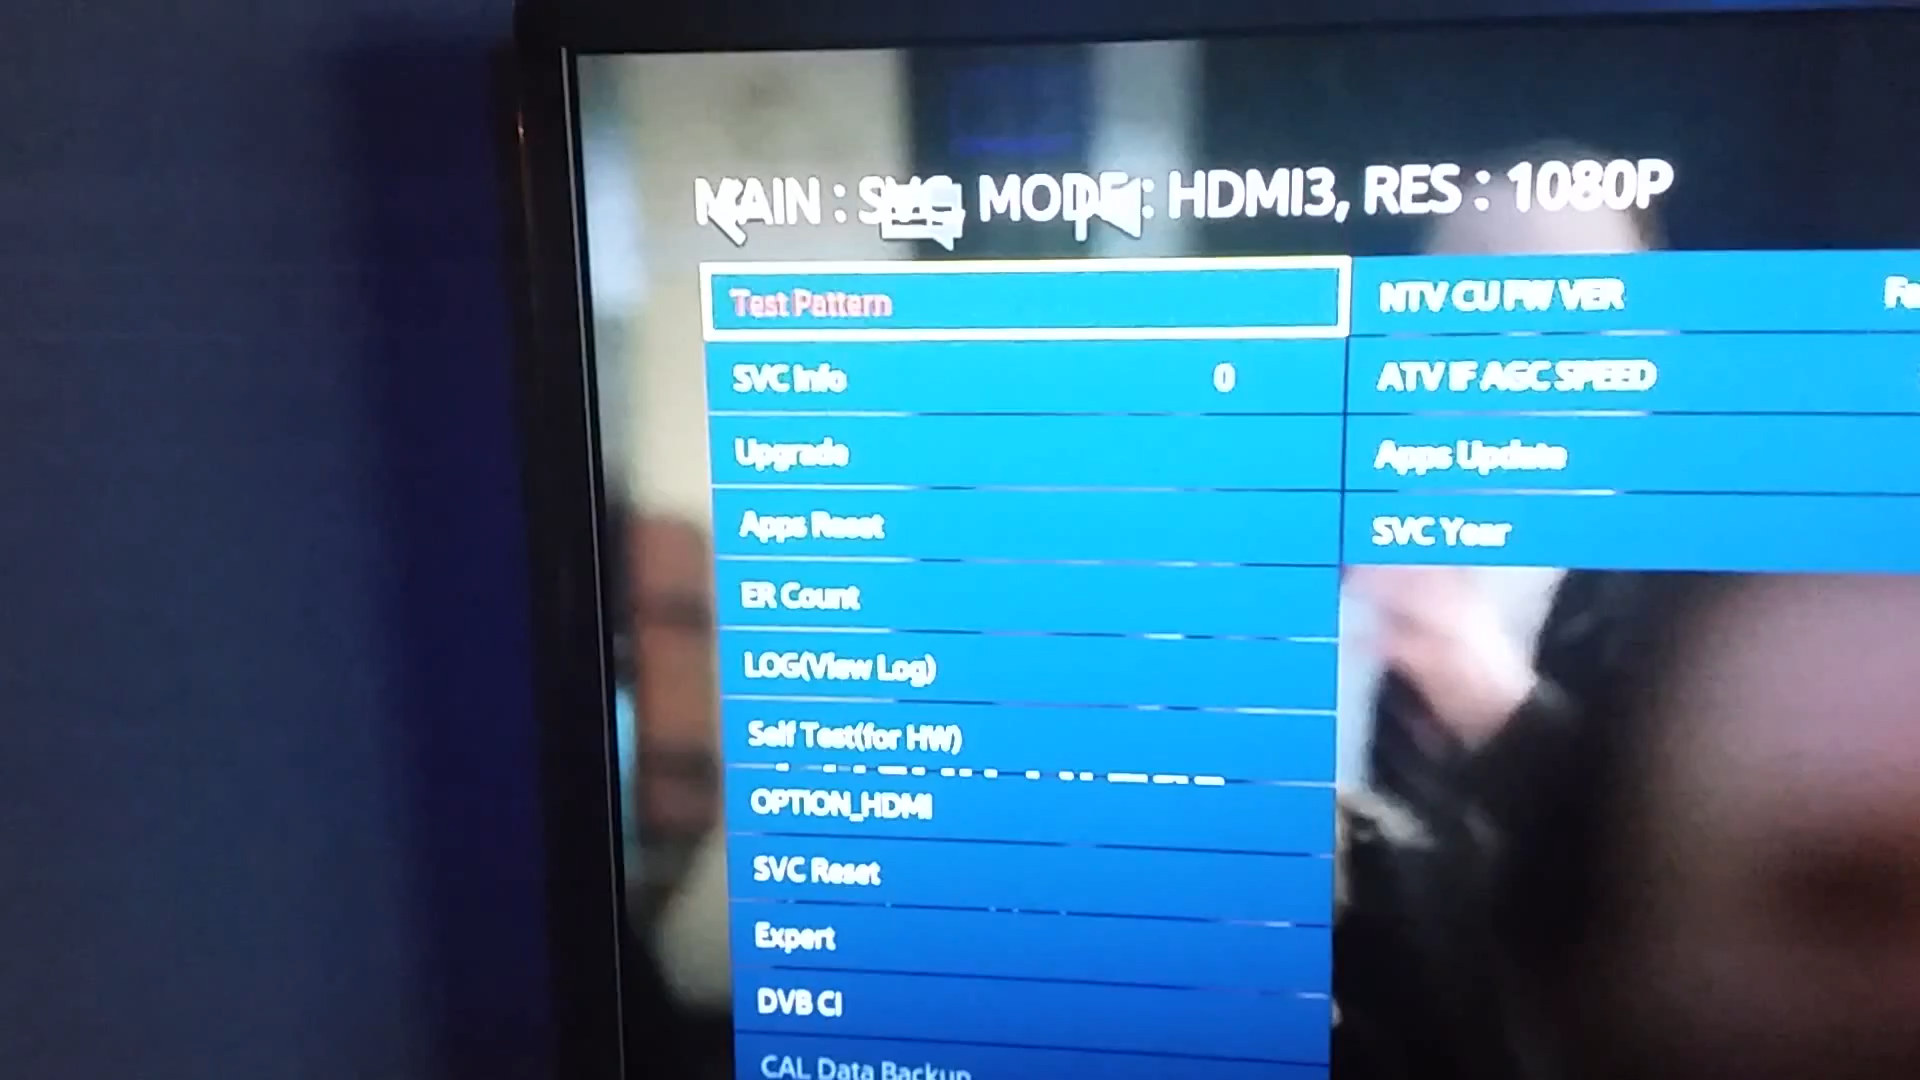 MAIN : SVC, MODE : HDMI3, RES : 1080P
Test Pattern
SVC Info 0
Upgrade
Apps Reset
ER Count
LOG(View Log)
Self Test(for HW)
OPTION_HDMI
SVC Reset
Expert
DVB CI
CAL Data Backup
NTV CU FW VER
ATV IF AGC SPEED
Apps Update
SVC Year